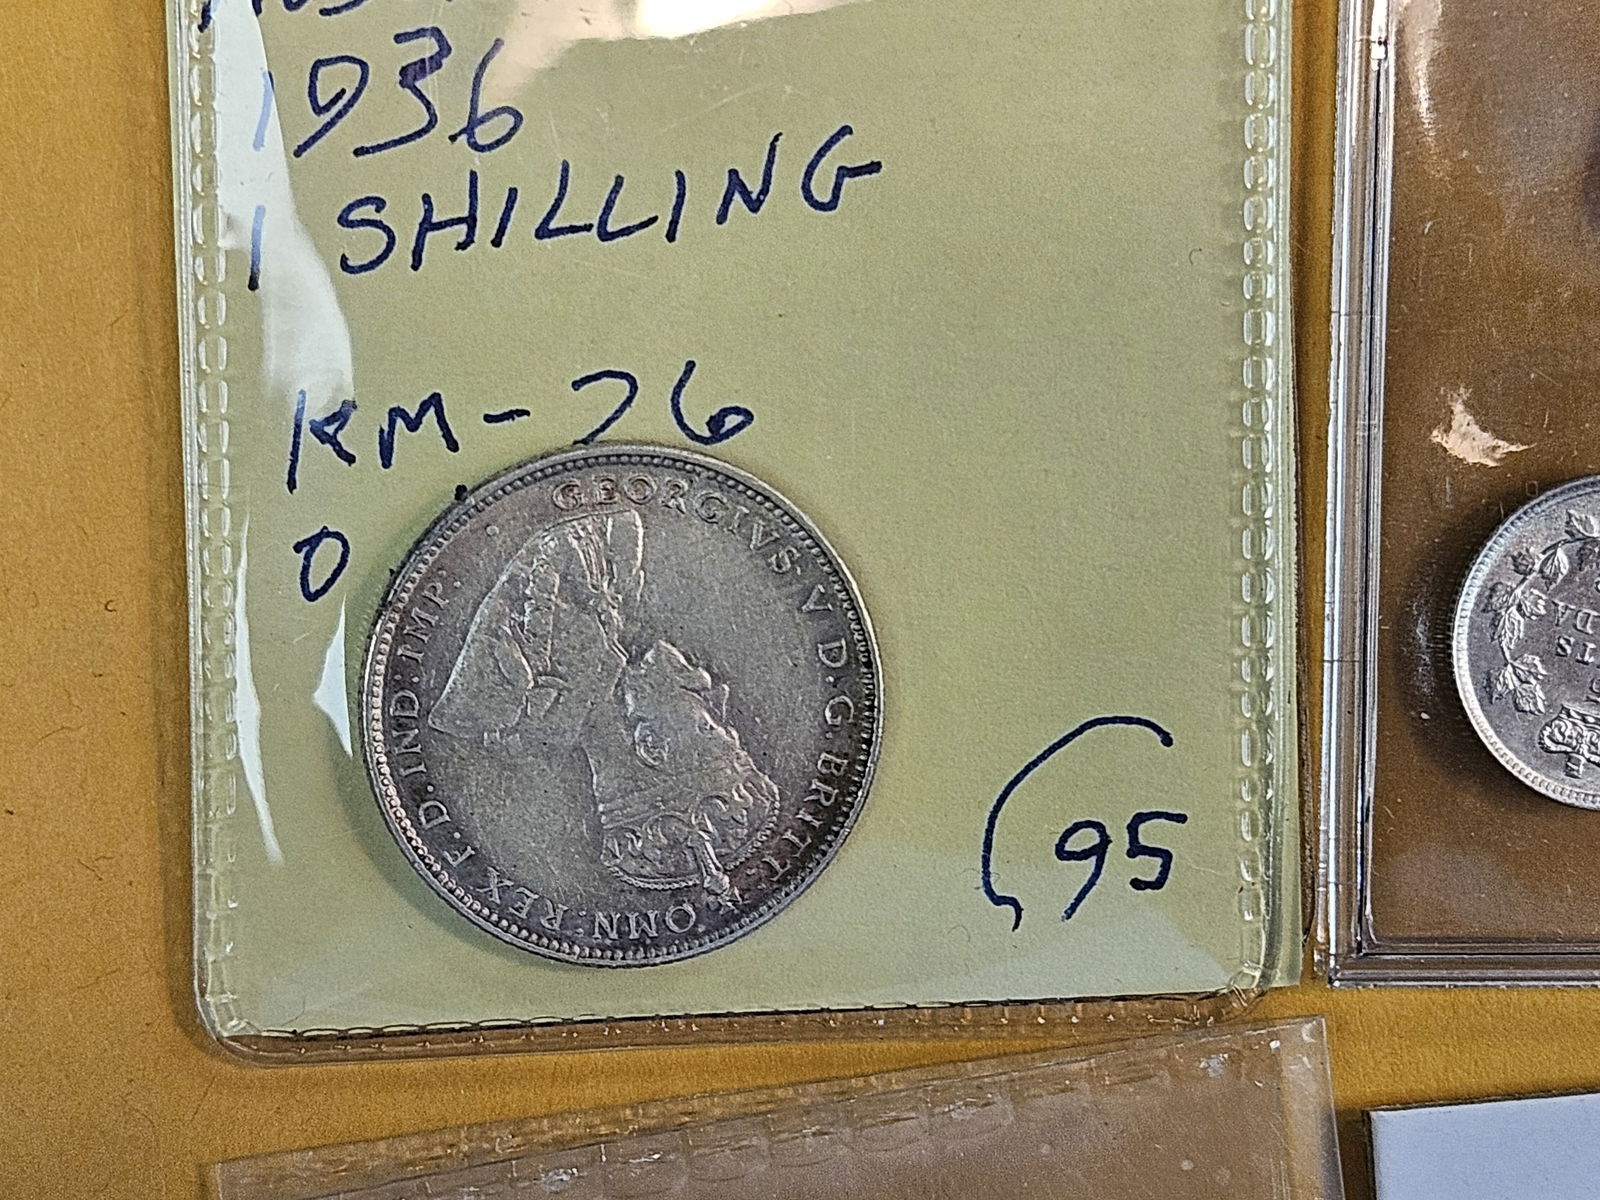 1936
1 SHILLING
KM-26
0
95
GEORGIVS V D.G. BRITT: OMN: REX F.D. IND: IMP: